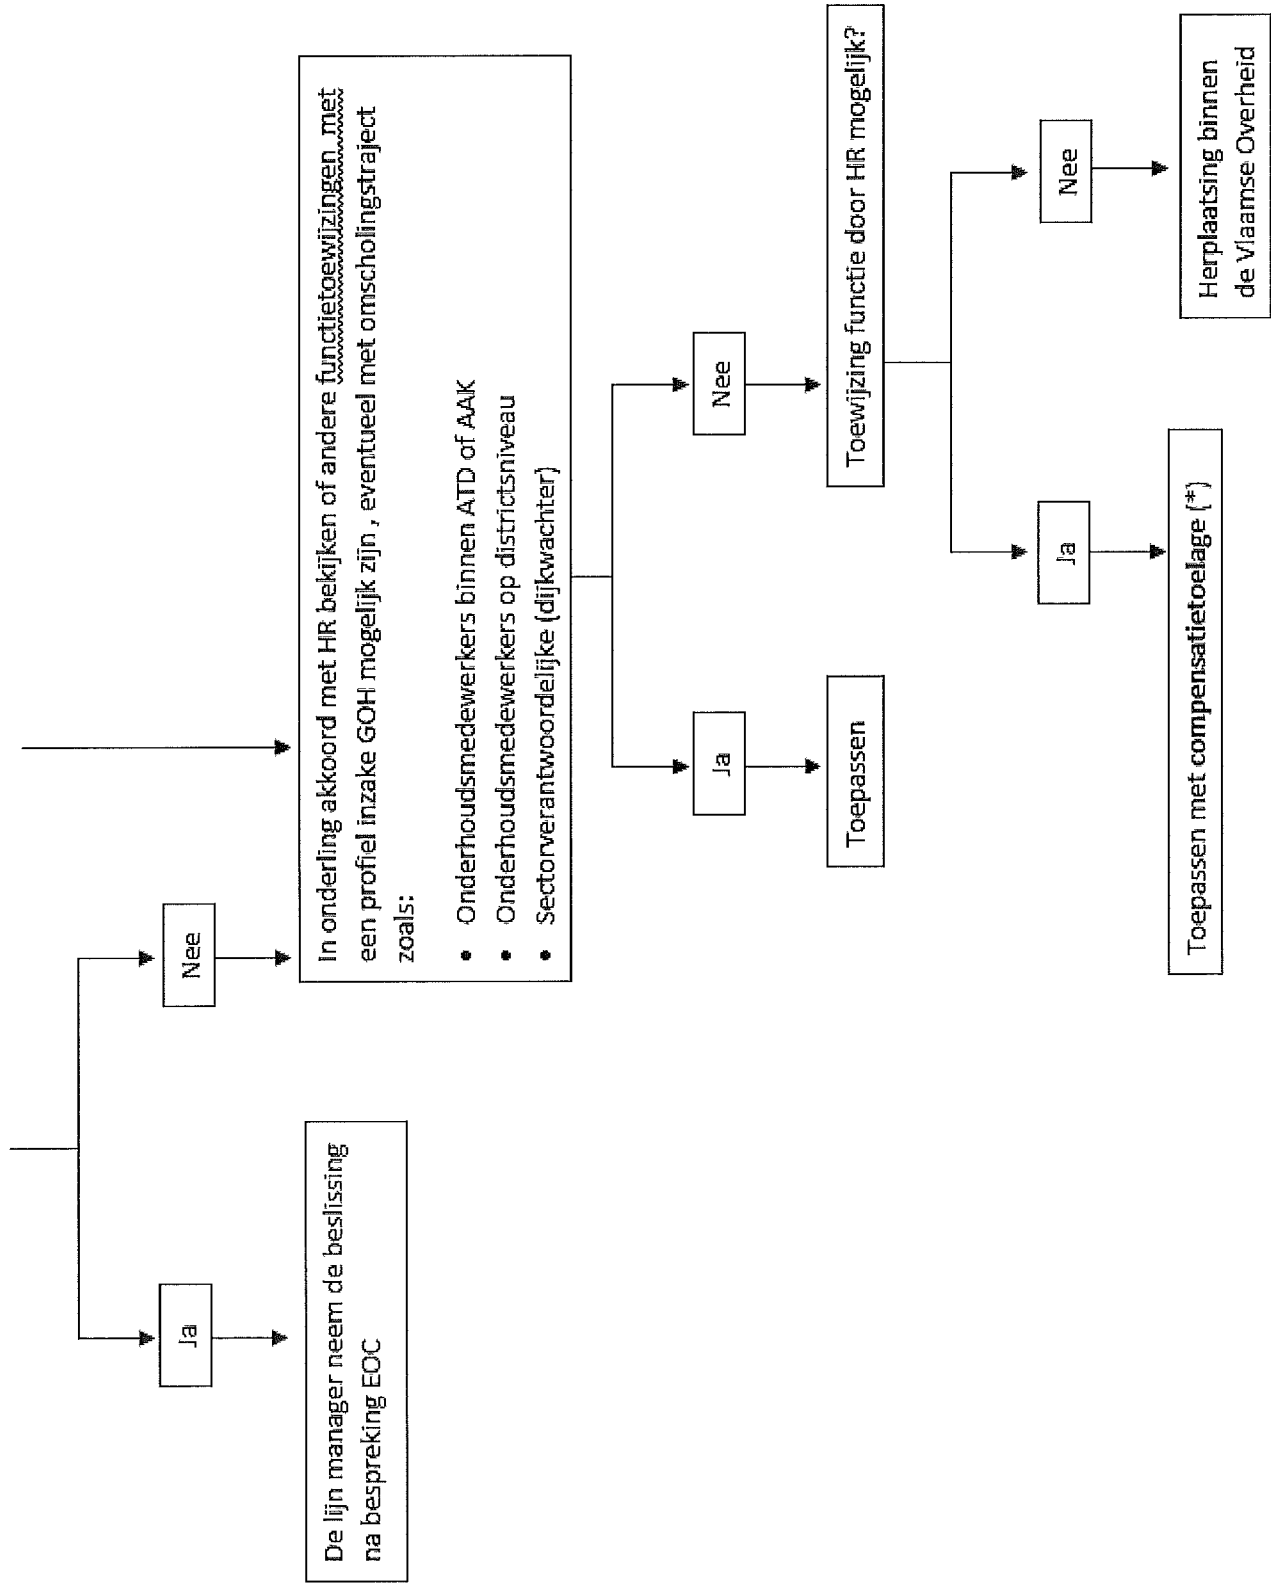 Ja
Nee
De lijn manager neem de beslissing
na bespreking EOC
In onderling akkoord met HR bekijken of andere functietoewijzingen met
een profiel inzake GOH mogelijk zijn, eventueel met omscholingstraject
zoals:
• Onderhoudsmedewerkers binnen ATD of AAK
• Onderhoudsmedewerkers op districtsniveau
• Sectorverantwoordelijke (dijkwachter)
Ja
Nee
Toepassen
Toewijzing functie door HR mogelijk?
Ja
Nee
Toepassen met compensatietoelage (*)
Herplaatsing binnen
de Vlaamse Overheid